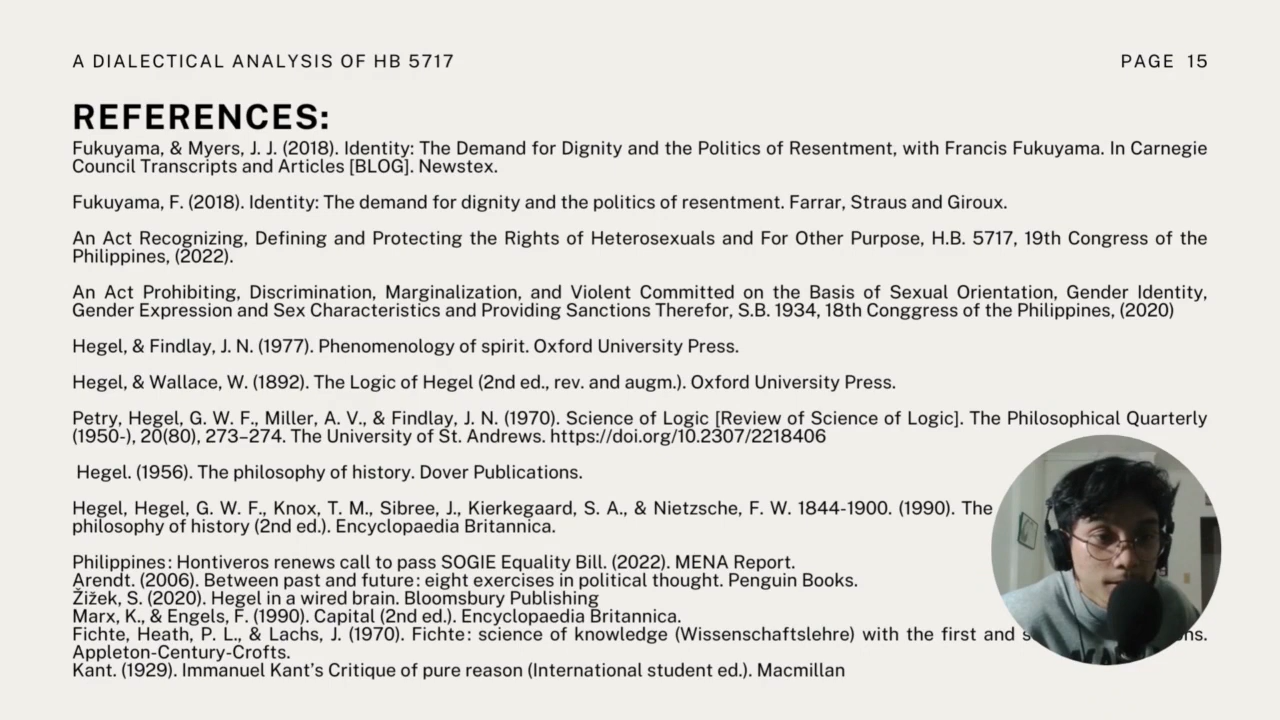 A DIALECTICAL ANALYSIS OF HB 5717
PAGE 15
REFERENCES:
Fukuyama, & Myers, J. J. (2018). Identity: The Demand for Dignity and the Politics of Resentment, with Francis Fukuyama. In Carnegie
Council Transcripts and Articles [BLOG]. Newstex.
Fukuyama, F. (2018). Identity: The demand for dignity and the politics of resentment. Farrar, Straus and Giroux.
An Act Recognizing, Defining and Protecting the Rights of Heterosexuals and For Other Purpose, H.B. 5717, 19th Congress of the
Philippines, (2022).
An Act Prohibiting, Discrimination, Marginalization, and Violent Committed on the Basis of Sexual Orientation, Gender Identity,
Gender Expression and Sex Characteristics and Providing Sanctions Therefor, S.B. 1934, 18th Conggress of the Philippines, (2020)
Hegel, & Findlay, J. N. (1977). Phenomenology of spirit. Oxford University Press.
Hegel, & Wallace, W. (1892). The Logic of Hegel (2nd ed., rev. and augm.). Oxford University Press.
Petry, Hegel, G. W. F., Miller, A. V., & Findlay, J. N. (1970). Science of Logic [Review of Science of Logic]. The Philosophical Quarterly
(1950-), 20(80), 273–274. The University of St. Andrews. https://doi.org/10.2307/2218406
Hegel. (1956). The philosophy of history. Dover Publications.
Hegel, Hegel, G. W. F., Knox, T. M., Sibree, J., Kierkegaard, S. A., & Nietzsche, F. W. 1844-1900. (1990). The
philosophy of history (2nd ed.). Encyclopaedia Britannica.
Philippines: Hontiveros renews call to pass SOGIE Equality Bill. (2022). MENA Report.
Arendt. (2006). Between past and future: eight exercises in political thought. Penguin Books.
Žižek, S. (2020). Hegel in a wired brain. Bloomsbury Publishing
Marx, K., & Engels, F. (1990). Capital (2nd ed.). Encyclopaedia Britannica.
Fichte, Heath, P. L., & Lachs, J. (1970). Fichte: science of knowledge (Wissenschaftslehre) with the first and
Appleton-Century-Crofts.
Kant. (1929). Immanuel Kant's Critique of pure reason (International student ed.). Macmillan